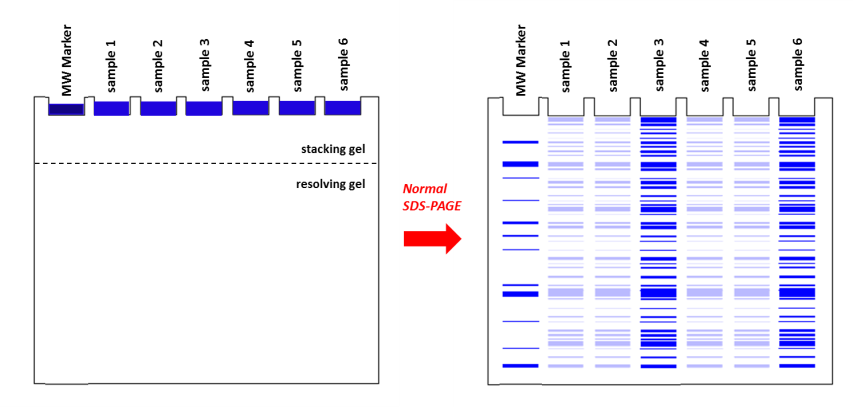 MW Marker
sample 1
sample 2
sample 3
sample 4
sample 5
sample 6
stacking gel
resolving gel
Normal
SDS-PAGE
MW Marker
sample 1
sample 2
sample 3
sample 4
sample 5
sample 6